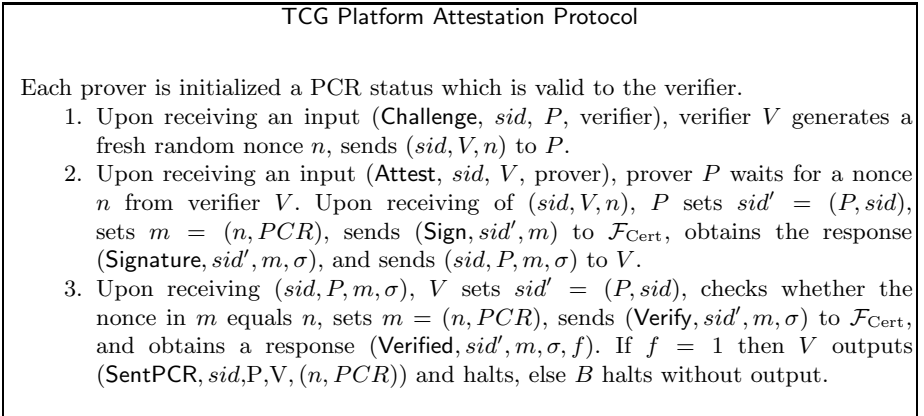 TCG Platform Attestation Protocol
Each prover is initialized a PCR status which is valid to the verifier.
1. Upon receiving an input (Challenge, sid, P, verifier), verifier V generates a
fresh random nonce n, sends (sid, V, n) to P.
2. Upon receiving an input (Attest, sid, V, prover), prover P waits for a nonce
n from verifier V. Upon receiving of (sid, V, n), P sets sid′ = (P, sid),
sets m = (n, PCR), sends (Sign, sid′, m) to F_Cert, obtains the response
(Signature, sid′, m, σ), and sends (sid, P, m, σ) to V.
3. Upon receiving (sid, P, m, σ), V sets sid′ = (P, sid), checks whether the
nonce in m equals n, sets m = (n, PCR), sends (Verify, sid′, m, σ) to F_Cert,
and obtains a response (Verified, sid′, m, σ, f). If f = 1 then V outputs
(SentPCR, sid,P,V, (n, PCR)) and halts, else B halts without output.